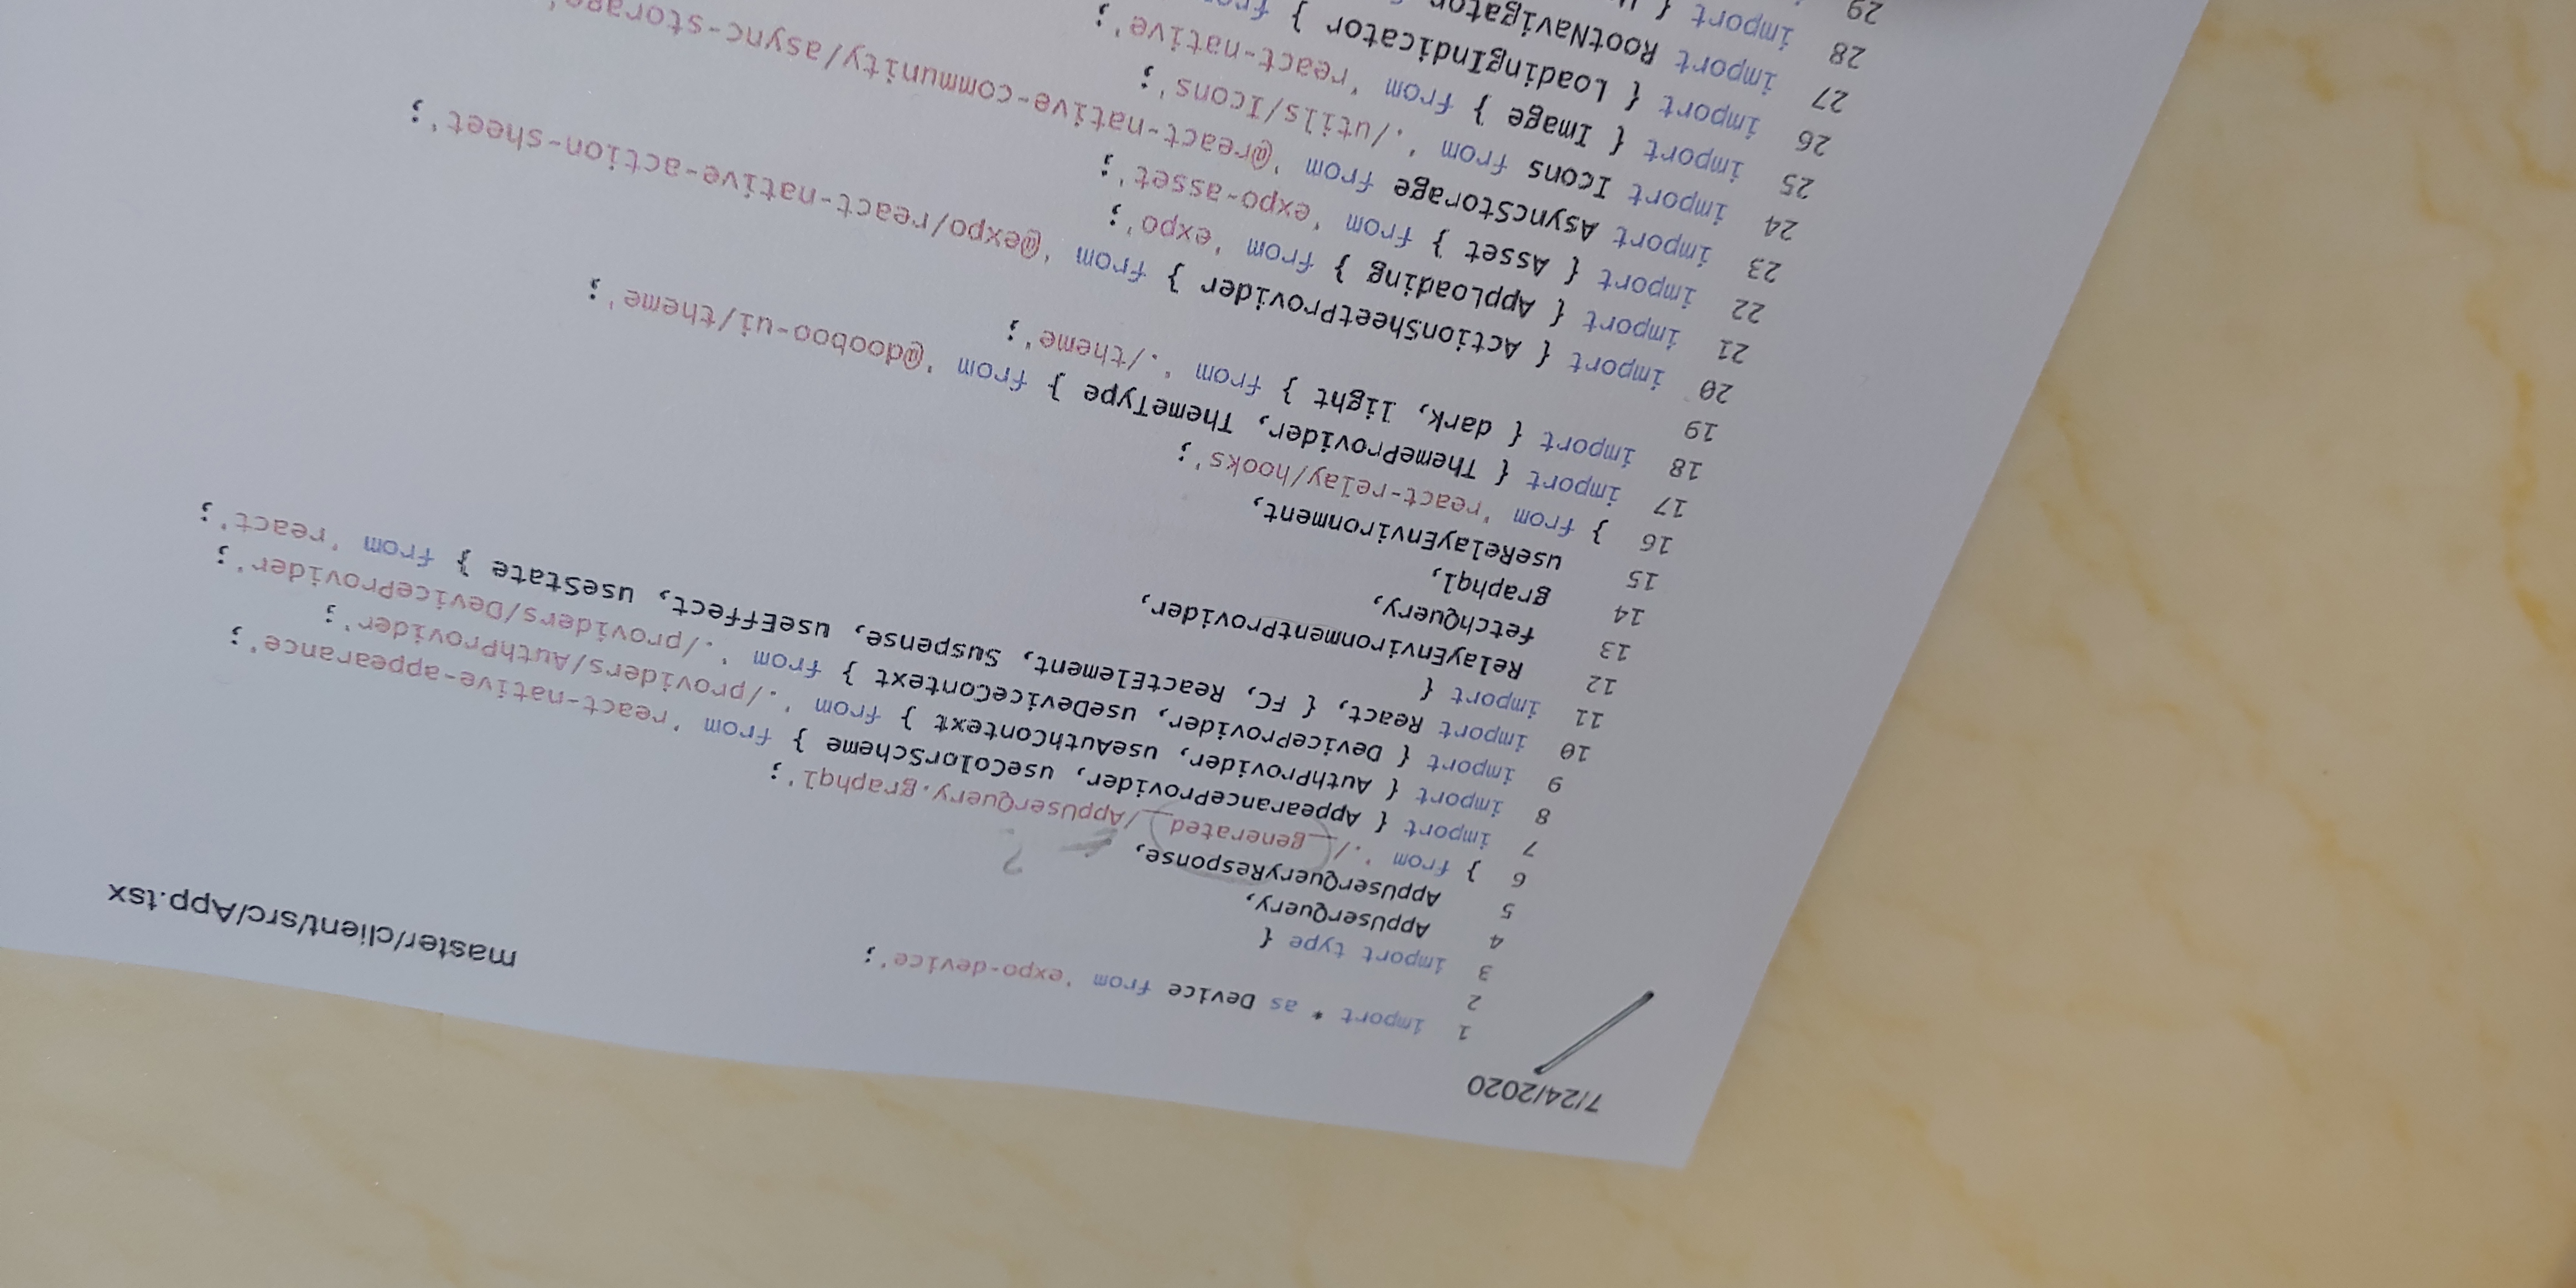 7/24/2020
master/client/src/App.tsx
1 import * as Device from 'expo-device';
2
3 import type {
4 AppUserQuery,
5 AppUserQueryResponse,
?
6 } from './__generated__/AppUserQuery.graphql';
7 import { AppearanceProvider, useColorScheme } from 'react-native-appearance';
8 import { AuthProvider, useAuthContext } from './providers/AuthProvider';
9 import { DeviceProvider, useDeviceContext } from './providers/DeviceProvider';
10 import React, { FC, ReactElement, Suspense, useEffect, useState } from 'react';
11 import {
12 RelayEnvironmentProvider,
13 fetchQuery,
14 graphql,
15 useRelayEnvironment,
16 } from 'react-relay/hooks';
17 import { ThemeProvider, ThemeType } from '@dooboo-ui/theme';
18 import { dark, light } from './theme';
19
20 import { ActionSheetProvider } from '@expo/react-native-action-sheet';
21 import { AppLoading } from 'expo';
22 import { Asset } from 'expo-asset';
23 import AsyncStorage from '@react-native-community/async-storage'
24 import Icons from './utils/Icons';
25 import { Image } from 'react-native';
26 import { LoadingIndicator }
27 import RootNavigator
28 import {
29